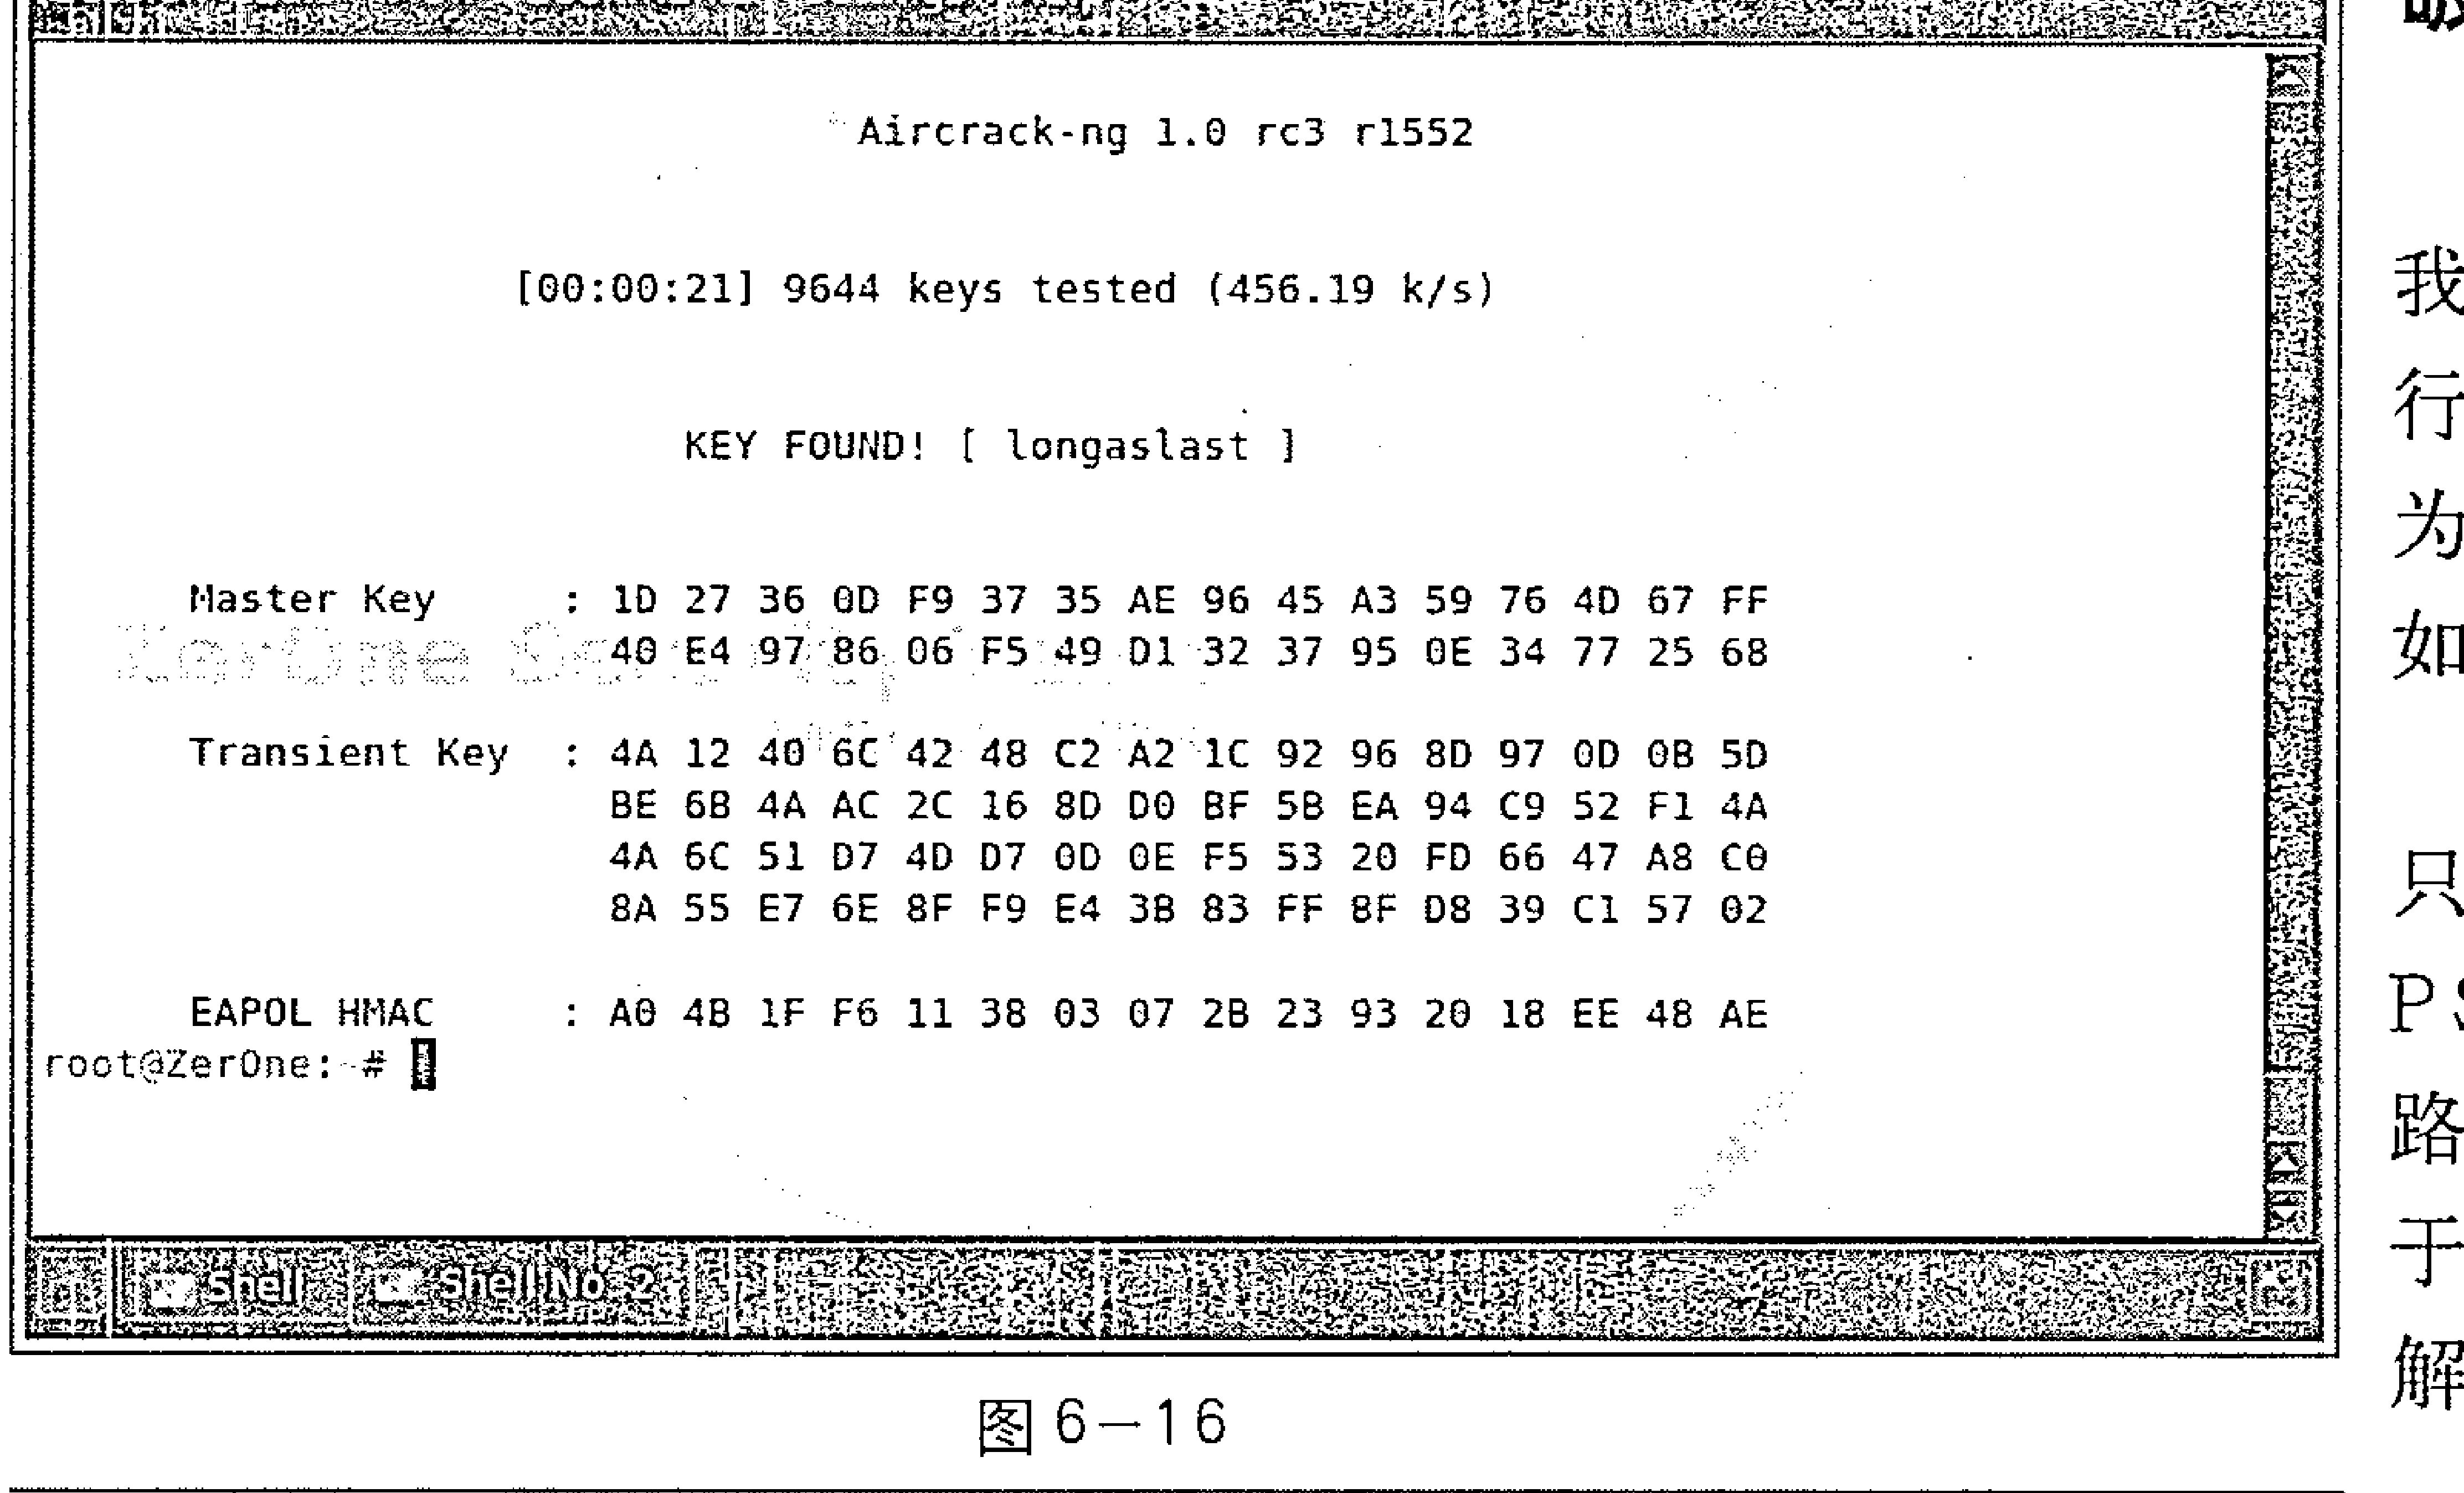 Aircrack-ng 1.0 rc3 r1552
[00:00:21] 9644 keys tested (456.19 k/s)
KEY FOUND! [ longaslast ]
Master Key : 1D 27 36 0D F9 37 35 AE 96 45 A3 59 76 4D 67 FF
40 E4 97 86 06 F5 49 D1 32 37 95 0E 34 77 25 68
Transient Key : 4A 12 40 6C 42 48 C2 A2 1C 92 96 8D 97 0D 0B 5D
BE 6B 4A AC 2C 16 8D D0 BF 5B EA 94 C9 52 F1 4A
4A 6C 51 D7 4D D7 0D 0E F5 53 20 FD 66 47 A8 C0
8A 55 E7 6E 8F F9 E4 3B 83 FF 8F D8 39 C1 57 02
EAPOL HMAC : A0 4B 1F F6 11 38 03 07 2B 23 93 20 18 EE 48 AE
root@ZerOne:~#
Shell
Shell No. 2
图6-16
我
行
为
如
只
PS
路
于
解